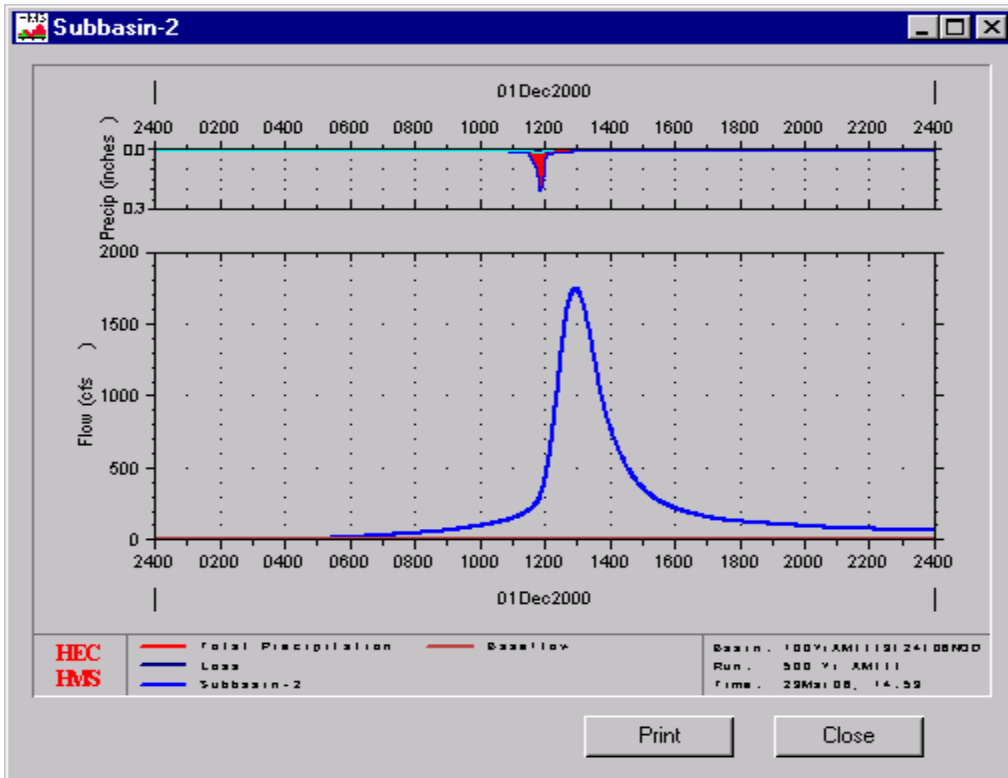 Subbasin-2
01Dec2000
2400 0200 0400 0600 0800 1000 1200 1400 1600 1800 2000 2200 2400
Precip (inches )
0.0
0.3
Flow (cfs )
2000
1500
1000
500
0
2400 0200 0400 0600 0800 1000 1200 1400 1600 1800 2000 2200 2400
01Dec2000
HEC
HMS
Total Precipitation
Baseflow
Loss
Subbasin-2
Basin:
Run: 500 Yr AMIII
Time:
Print
Close